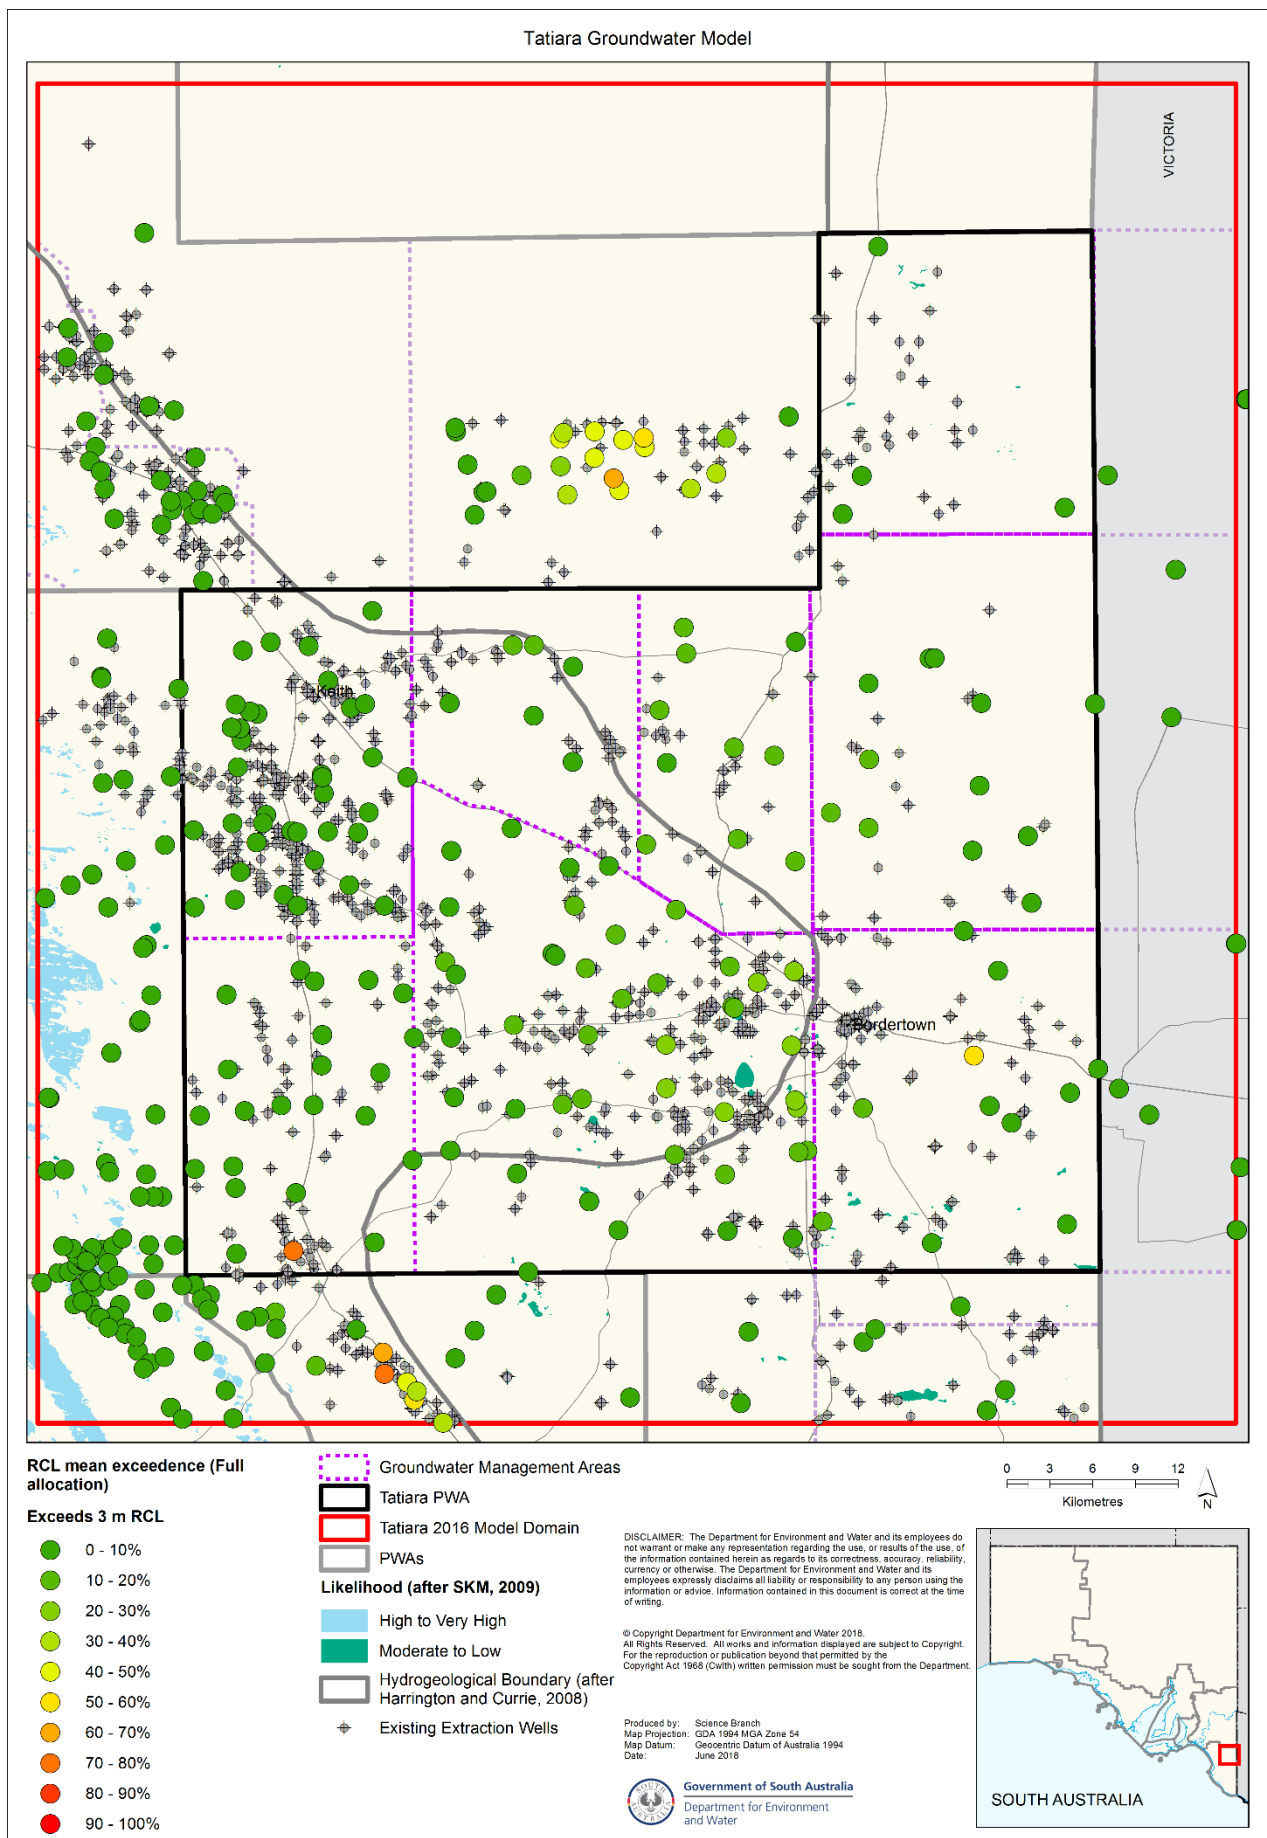 Tatiara Groundwater Model
VICTORIA
Keith
Bordertown
RCL mean exceedence (Full
allocation)
Exceeds 3 m RCL
0 - 10%
10 - 20%
20 - 30%
30 - 40%
40 - 50%
50 - 60%
60 - 70%
70 - 80%
80 - 90%
90 - 100%
Groundwater Management Areas
Tatiara PWA
Tatiara 2016 Model Domain
PWAs
Likelihood (after SKM, 2009)
High to Very High
Moderate to Low
Hydrogeological Boundary (after
Harrington and Currie, 2008)
Existing Extraction Wells
0 3 6 9 12
Kilometres
N
DISCLAIMER: The Department for Environment and Water and its employees do
not warrant or make any representation regarding the use, or results of the use, of
the information contained herein as regards to its correctness, accuracy, reliability,
currency or otherwise. The Department for Environment and Water and its
employees expressly disclaims all liability or responsibility to any person using the
information or advice. Information contained in this document is correct at the time
of writing.
© Copyright Department for Environment and Water 2018.
All Rights Reserved. All works and information displayed are subject to Copyright.
For the reproduction or publication beyond that permitted by the
Copyright Act 1968 (Cwlth) written permission must be sought from the Department.
Produced by: Science Branch
Map Projection: GDA 1994 MGA Zone 54
Map Datum: Geocentric Datum of Australia 1994
Date: June 2018
Government of South Australia
Department for Environment
and Water
SOUTH AUSTRALIA